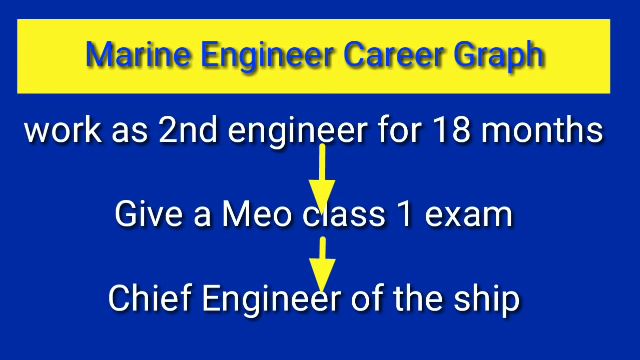 Marine Engineer Career Graph
work as 2nd engineer for 18 months
Give a Meo class 1 exam
Chief Engineer of the ship